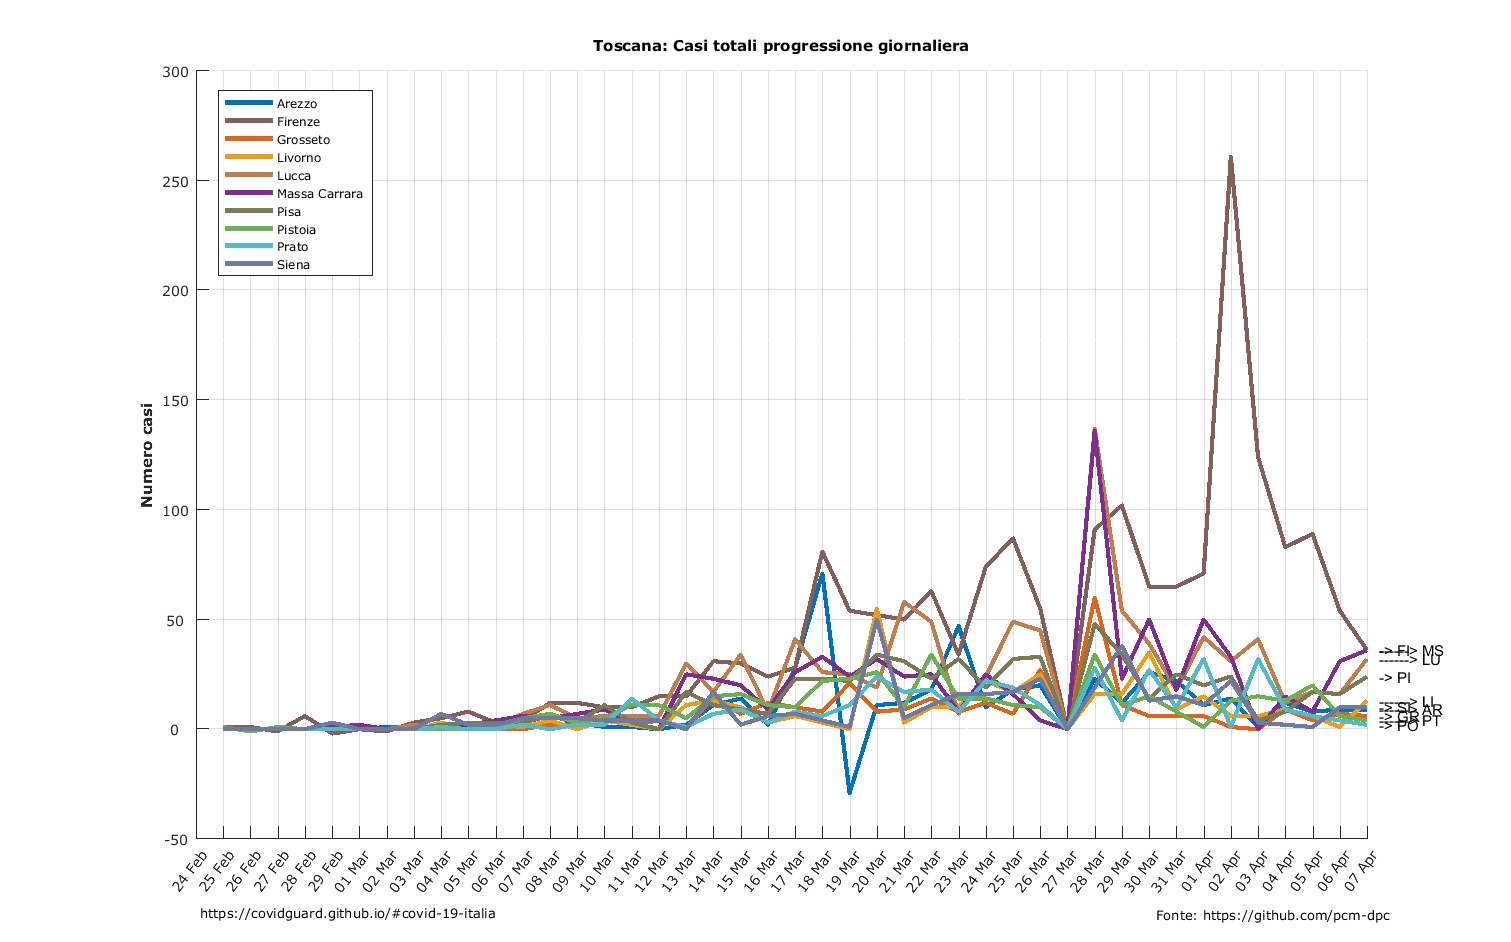 Toscana: Casi totali progressione giornaliera
300
250
200
150
100
50
0
-50
Numero casi
Arezzo
Firenze
Grosseto
Livorno
Lucca
Massa Carrara
Pisa
Pistoia
Prato
Siena
-> FI
MS
------> LU
-> PI
LI
SI
AR
GR
PT
-> PO
24 Feb
25 Feb
26 Feb
27 Feb
28 Feb
29 Feb
01 Mar
02 Mar
03 Mar
04 Mar
05 Mar
06 Mar
07 Mar
08 Mar
09 Mar
10 Mar
11 Mar
12 Mar
13 Mar
14 Mar
15 Mar
16 Mar
17 Mar
18 Mar
19 Mar
20 Mar
21 Mar
22 Mar
23 Mar
24 Mar
25 Mar
26 Mar
27 Mar
28 Mar
29 Mar
30 Mar
31 Mar
01 Apr
02 Apr
03 Apr
04 Apr
05 Apr
06 Apr
07 Apr
https://covidguard.github.io/#covid-19-italia
Fonte: https://github.com/pcm-dpc